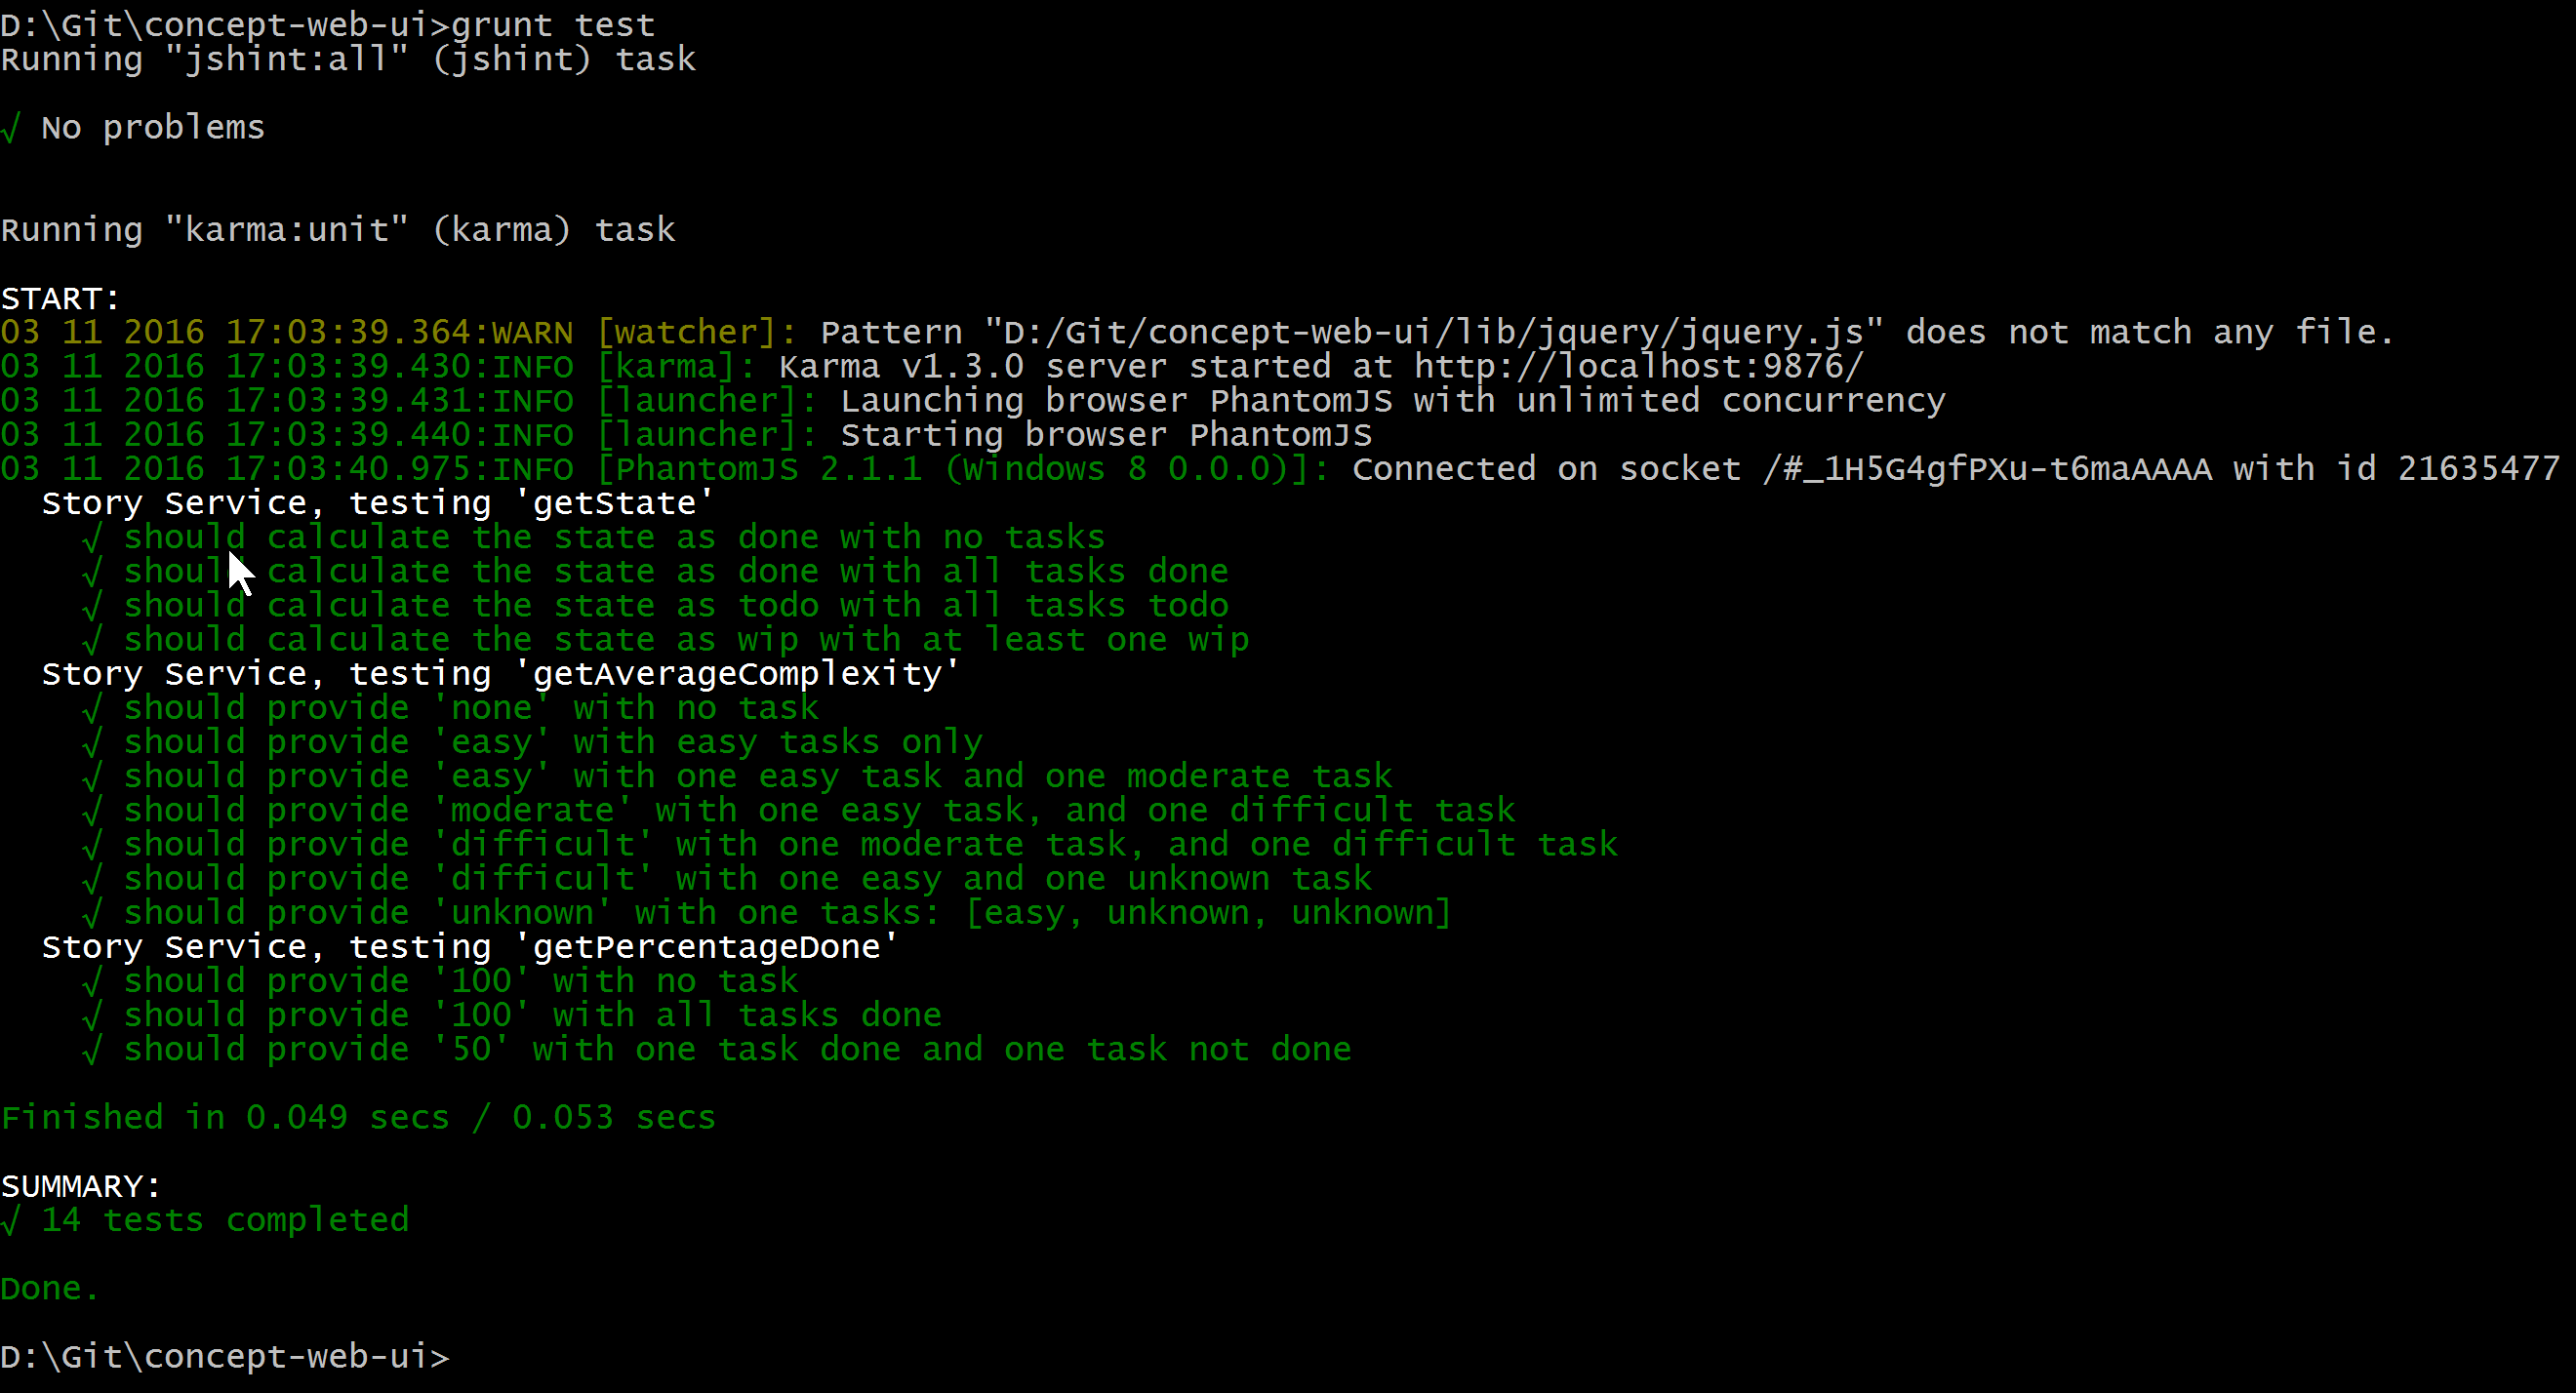 D:\Git\concept-web-ui>grunt test
Running "jshint:all" (jshint) task
√ No problems
Running "karma:unit" (karma) task
START:
03 11 2016 17:03:39.364:WARN [watcher]: Pattern "D:/Git/concept-web-ui/lib/jquery/jquery.js" does not match any file.
03 11 2016 17:03:39.430:INFO [karma]: Karma v1.3.0 server started at http://localhost:9876/
03 11 2016 17:03:39.431:INFO [launcher]: Launching browser PhantomJS with unlimited concurrency
03 11 2016 17:03:39.440:INFO [launcher]: Starting browser PhantomJS
03 11 2016 17:03:40.975:INFO [PhantomJS 2.1.1 (Windows 8 0.0.0)]: Connected on socket /#_1H5G4gfPXu-t6maAAAA with id 21635477
Story Service, testing 'getState'
√ should calculate the state as done with no tasks
√ should calculate the state as done with all tasks done
√ should calculate the state as todo with all tasks todo
√ should calculate the state as wip with at least one wip
Story Service, testing 'getAverageComplexity'
√ should provide 'none' with no task
√ should provide 'easy' with easy tasks only
√ should provide 'easy' with one easy task and one moderate task
√ should provide 'moderate' with one easy task, and one difficult task
√ should provide 'difficult' with one moderate task, and one difficult task
√ should provide 'difficult' with one easy and one unknown task
√ should provide 'unknown' with one tasks: [easy, unknown, unknown]
Story Service, testing 'getPercentageDone'
√ should provide '100' with no task
√ should provide '100' with all tasks done
√ should provide '50' with one task done and one task not done
Finished in 0.049 secs / 0.053 secs
SUMMARY:
√ 14 tests completed
Done.
D:\Git\concept-web-ui>